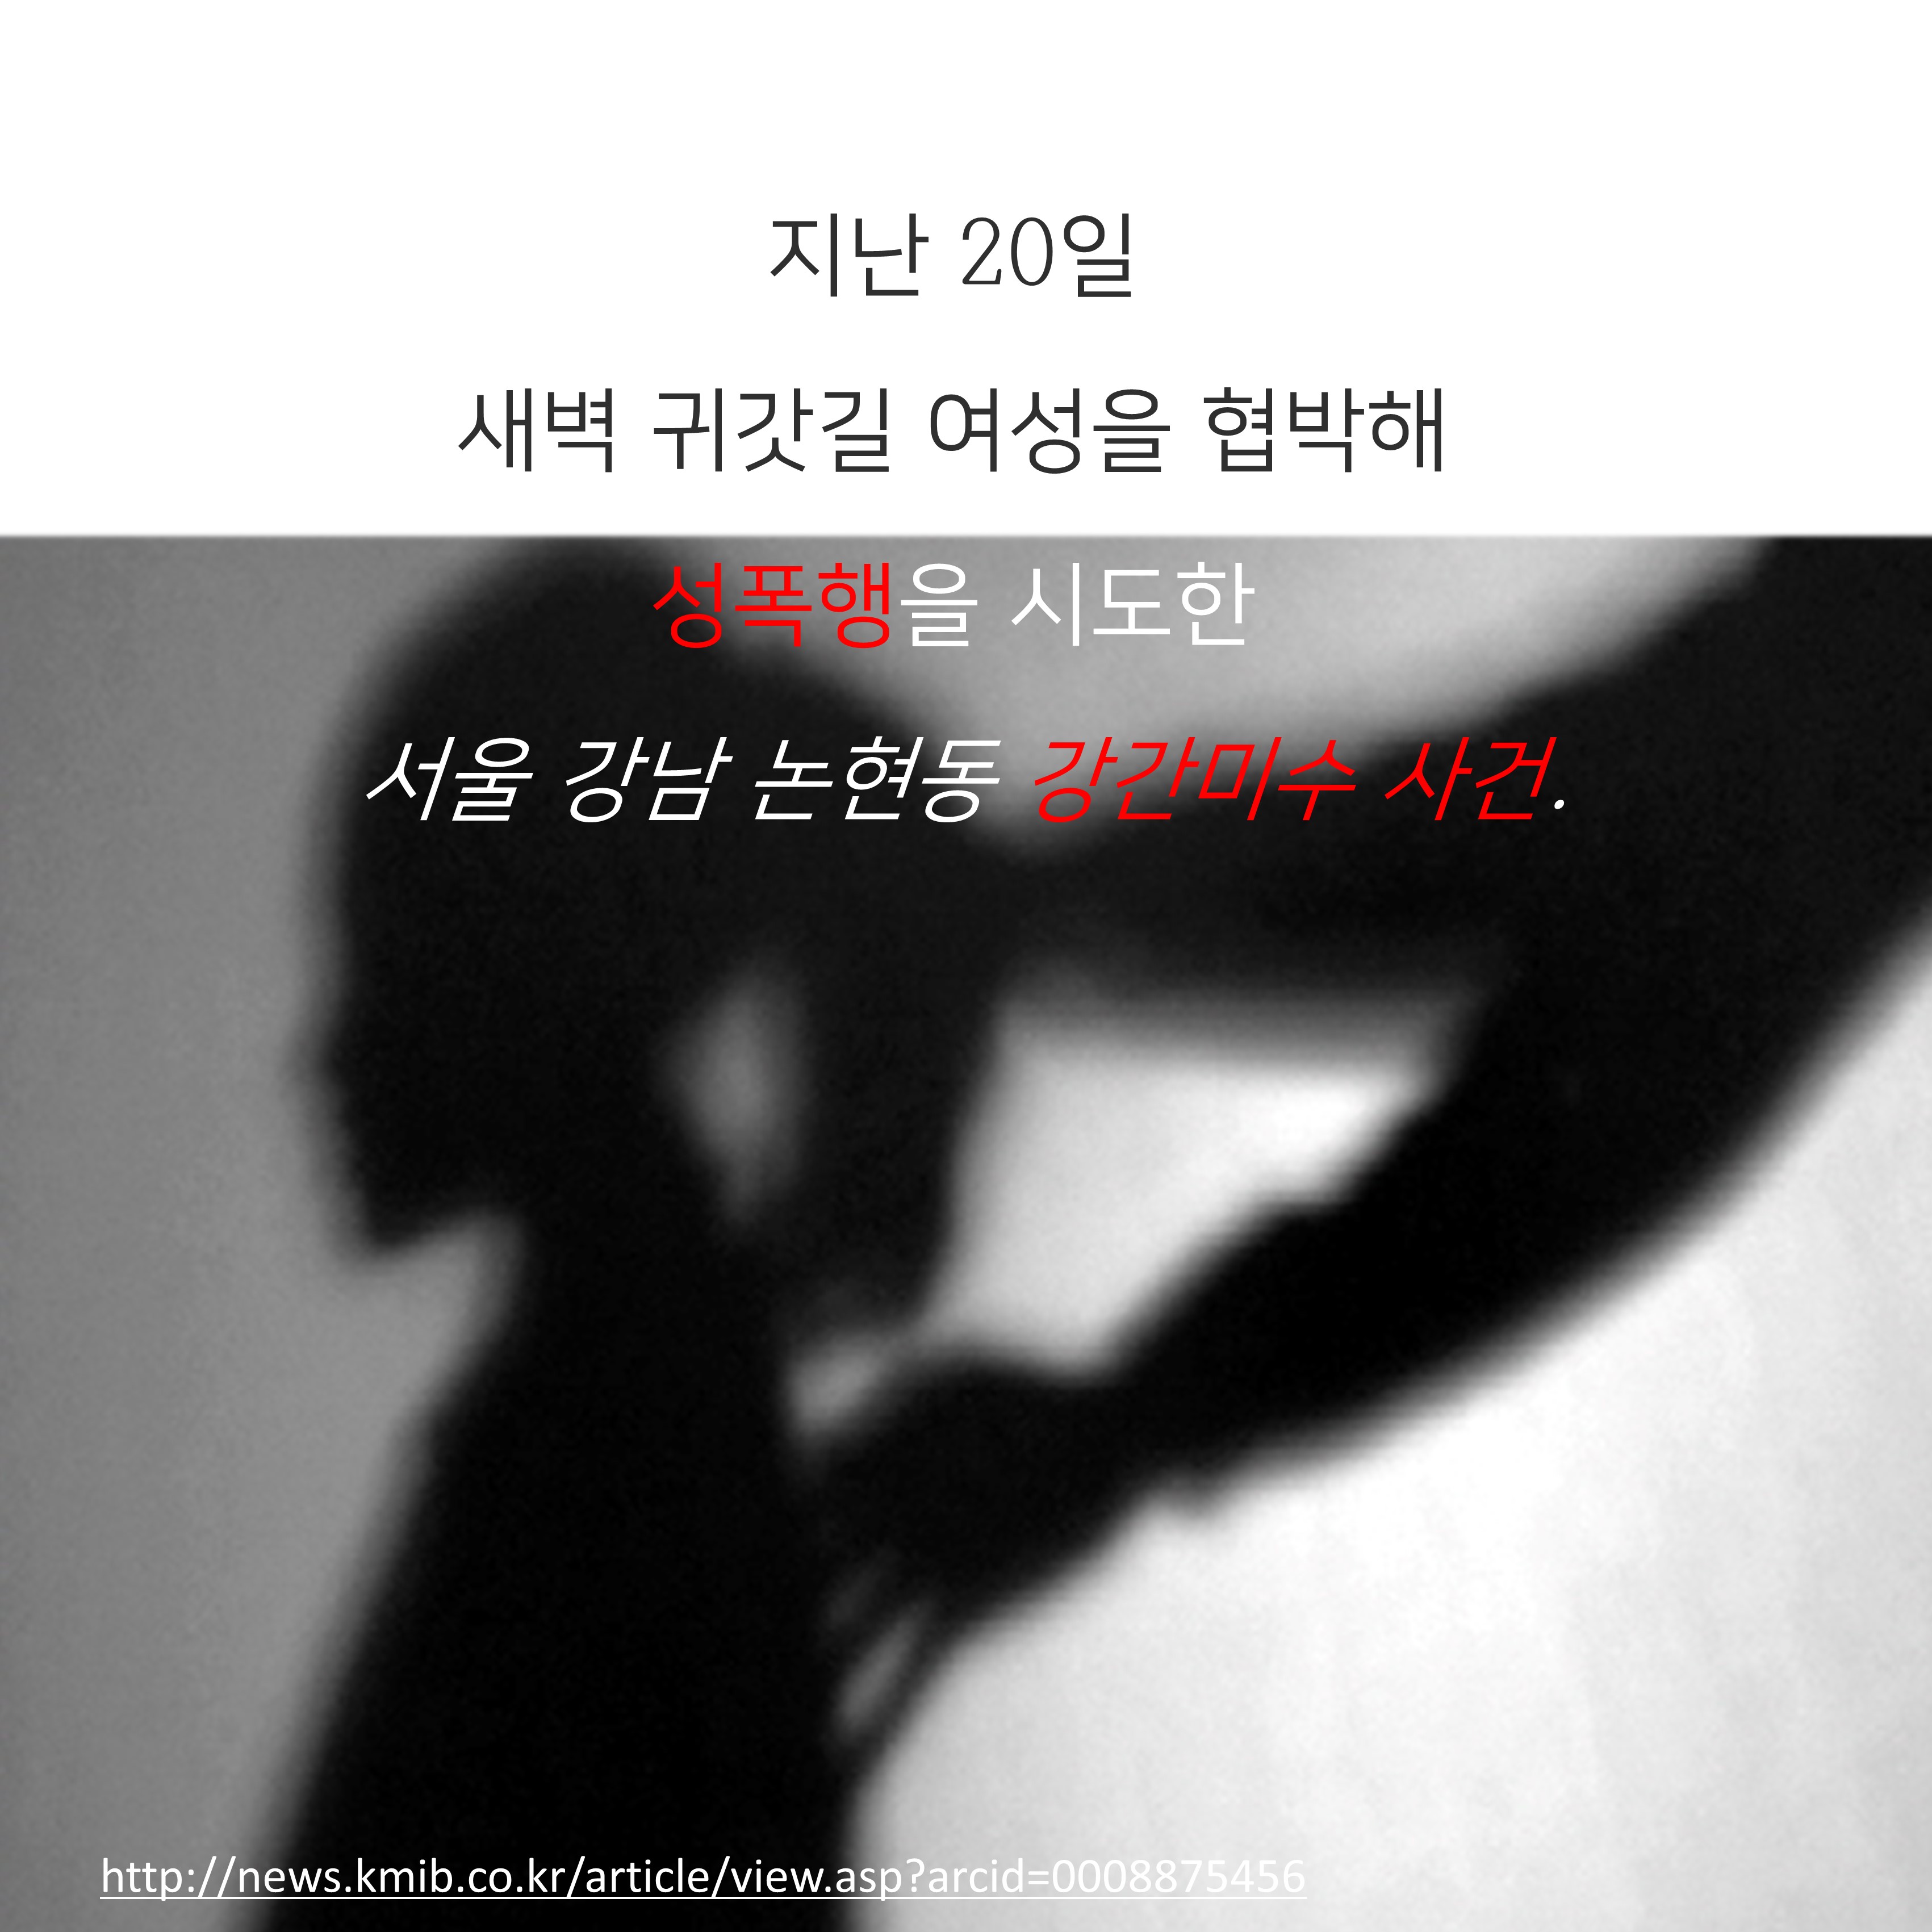 지난 20일
새벽 귀갓길 여성을 협박해
성폭행을 시도한
서울 강남 논현동 강간미수 사건.
http://news.kmib.co.kr/article/view.asp?arcid=0008875456